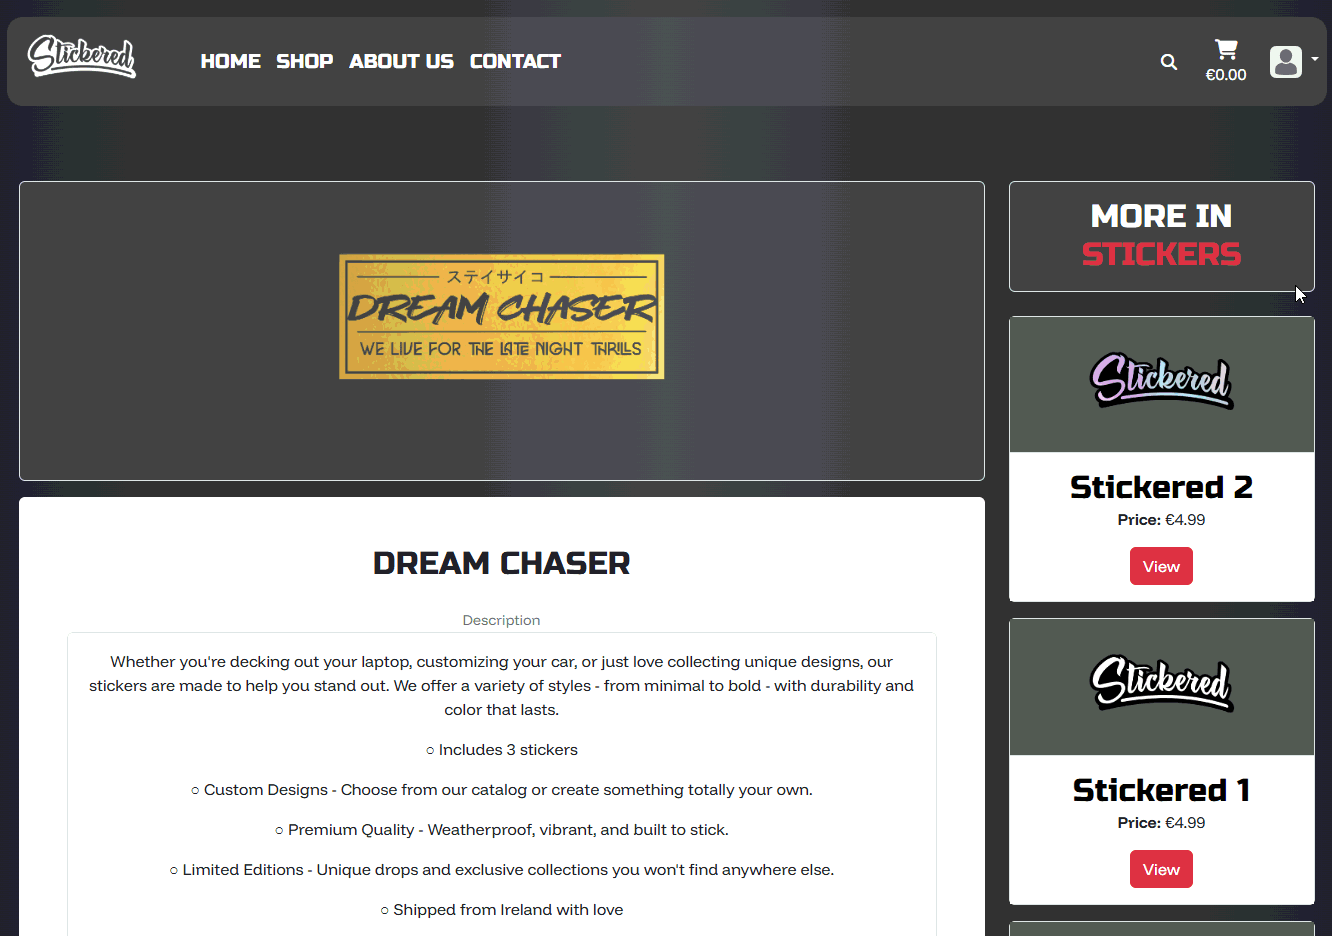 Stickered
HOME SHOP ABOUT US CONTACT
€0.00
ステイサイコ
DREAM CHASER
WE LIVE FOR THE LATE NIGHT THRILLS
DREAM CHASER
Description
Whether you're decking out your laptop, customizing your car, or just love collecting unique designs, our
stickers are made to help you stand out. We offer a variety of styles - from minimal to bold - with durability and
color that lasts.
○ Includes 3 stickers
○ Custom Designs - Choose from our catalog or create something totally your own.
○ Premium Quality - Weatherproof, vibrant, and built to stick.
○ Limited Editions - Unique drops and exclusive collections you won't find anywhere else.
○ Shipped from Ireland with love
MORE IN
STICKERS
Stickered
Stickered 2
Price: €4.99
View
Stickered
Stickered 1
Price: €4.99
View